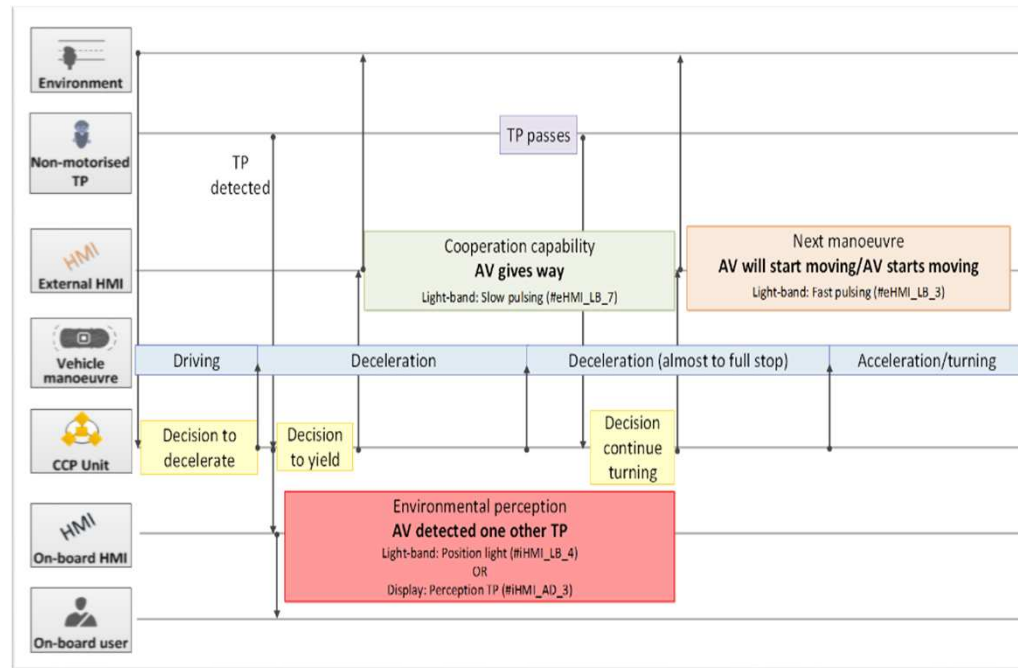 Environment
Non-motorised
TP
TP
detected
TP passes
HMI
External HMI
Cooperation capability
AV gives way
Light-band: Slow pulsing (#eHMI_LB_7)
Next manoeuvre
AV will start moving/AV starts moving
Light-band: Fast pulsing (#eHMI_LB_3)
Vehicle
manoeuvre
Driving
Deceleration
Deceleration (almost to full stop)
Acceleration/turning
CCP Unit
Decision to
decelerate
Decision
to yield
Decision
continue
turning
HMI
On-board HMI
Environmental perception
AV detected one other TP
Light-band: Position light (#iHMI_LB_4)
OR
Display: Perception TP (#iHMI_AD_3)
On-board user